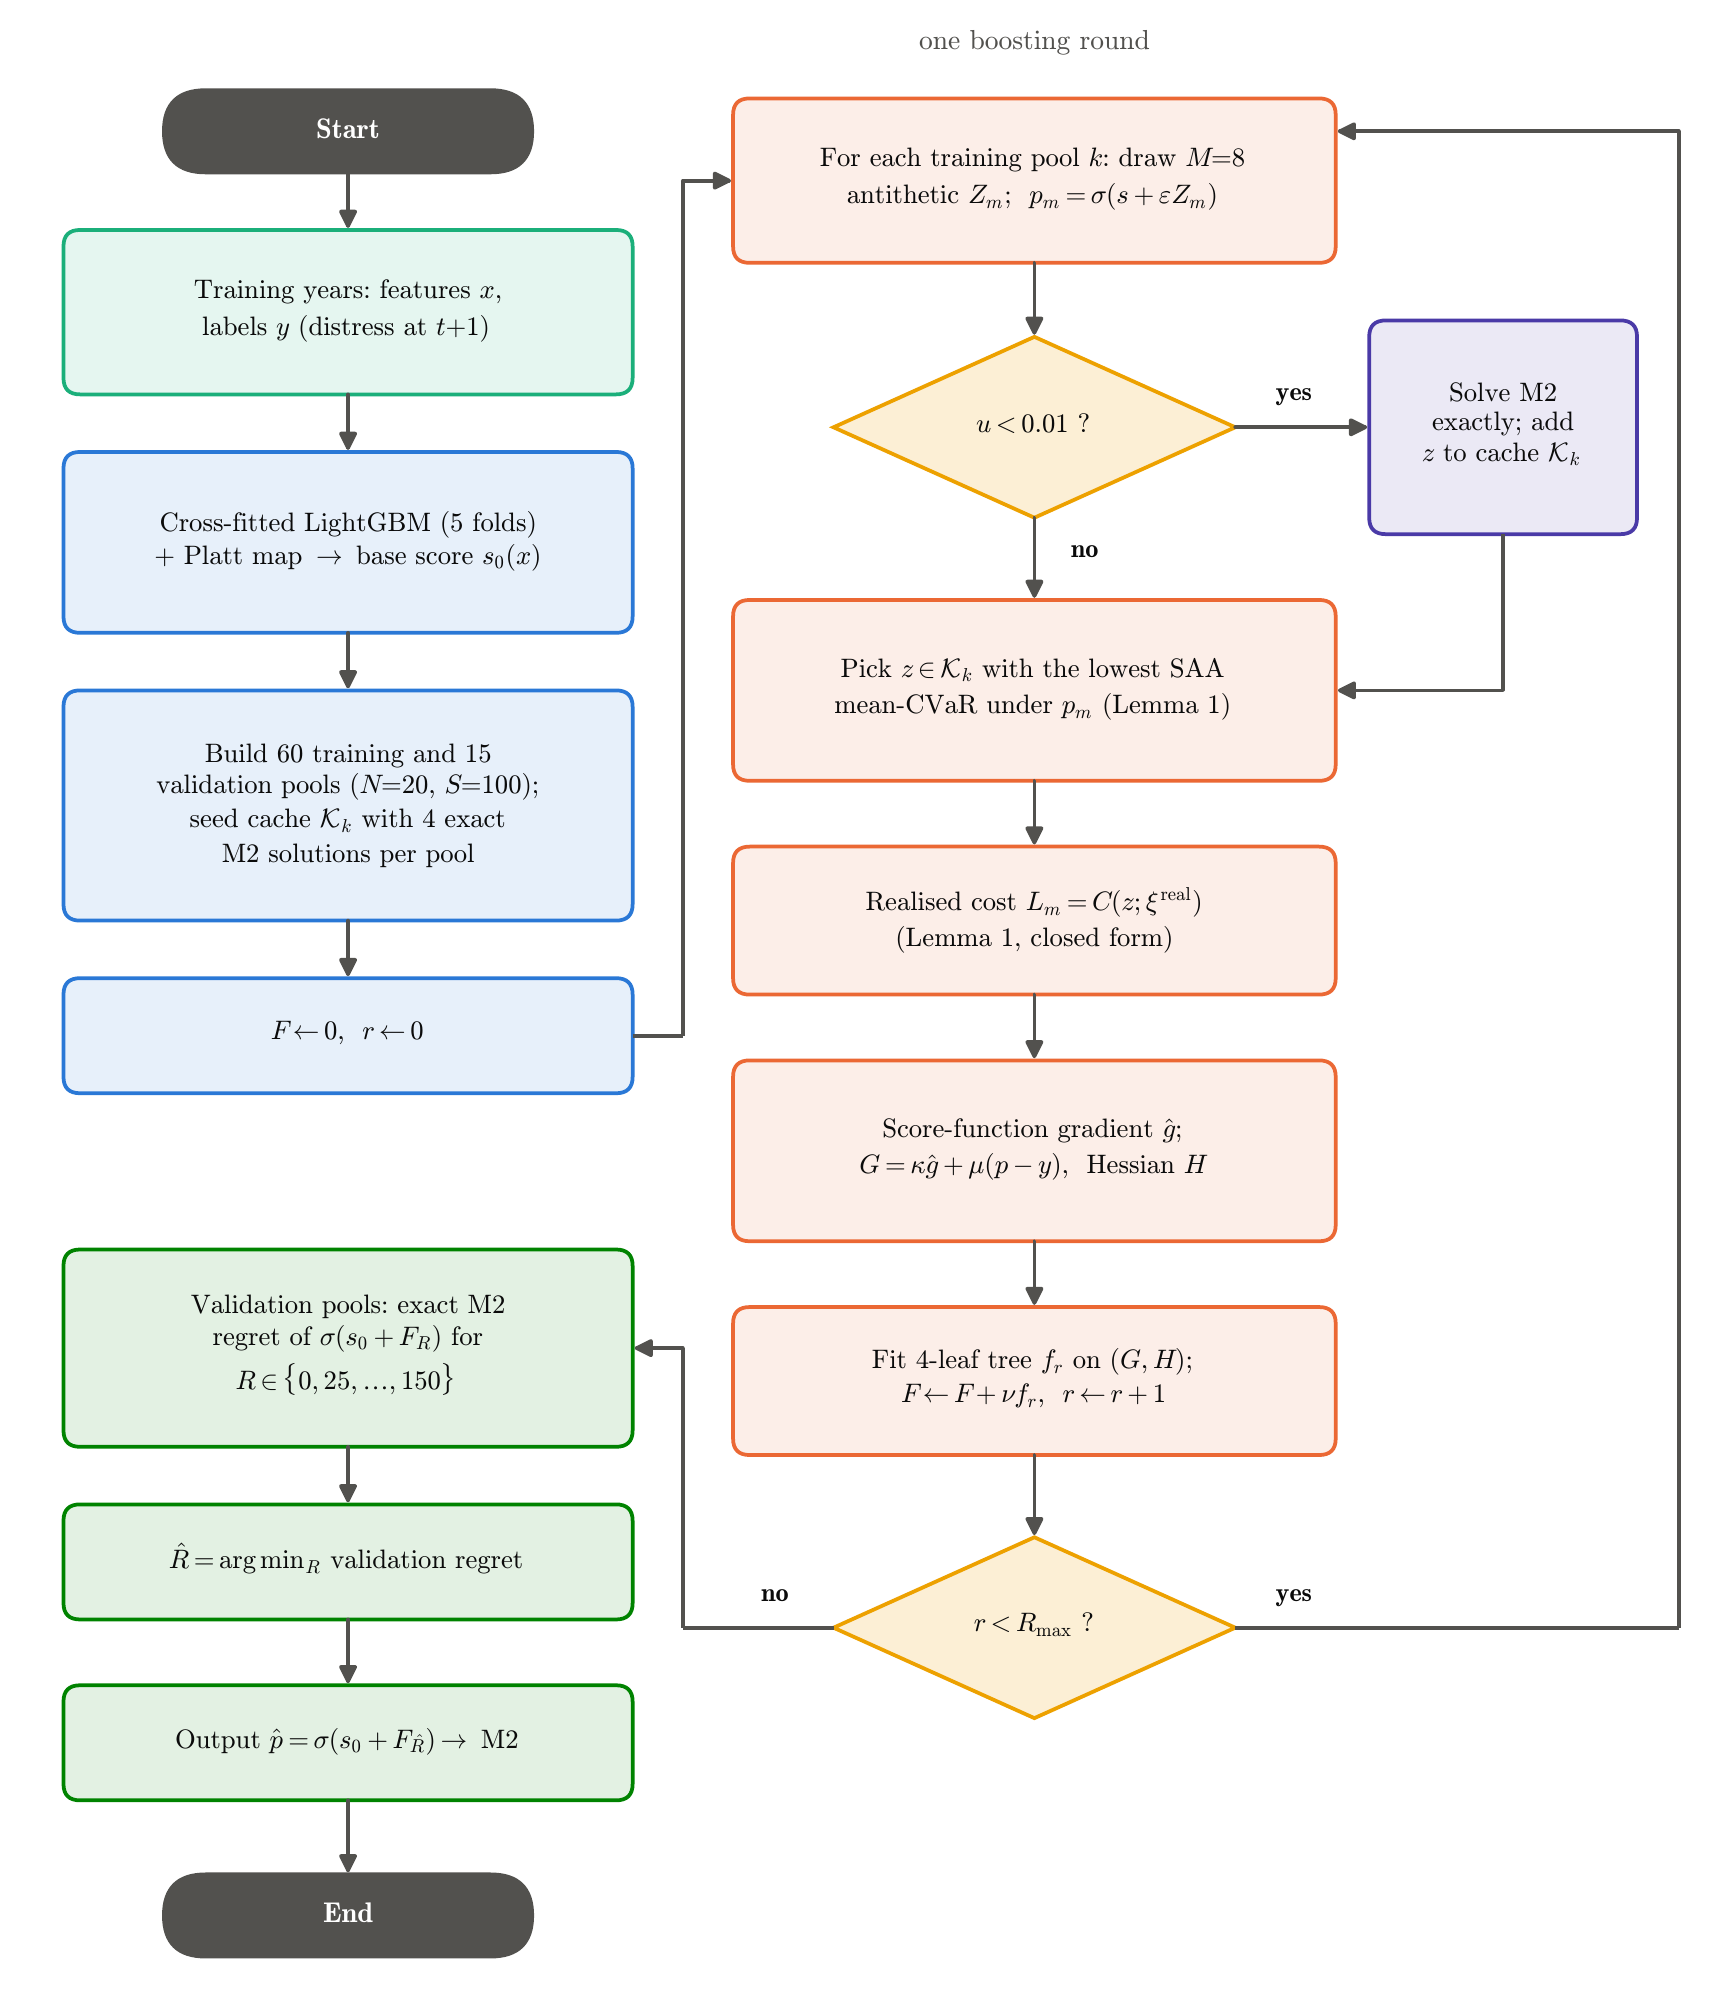 Start
Training years: features x,
labels y (distress at t+1)
Cross-fitted LightGBM (5 folds)
+ Platt map → base score s₀(x)
Build 60 training and 15
validation pools (N=20, S=100);
seed cache 𝒦ₖ with 4 exact
M2 solutions per pool
F ← 0, r ← 0
one boosting round
For each training pool k: draw M=8
antithetic Zₘ; pₘ = σ(s + εZₘ)
u < 0.01 ?
yes
Solve M2
exactly; add
z to cache 𝒦ₖ
no
Pick z ∈ 𝒦ₖ with the lowest SAA
mean-CVaR under pₘ (Lemma 1)
Realised cost Lₘ = C(z; ξ^real)
(Lemma 1, closed form)
Score-function gradient ĝ;
G = κĝ + μ(p − y), Hessian H
Fit 4-leaf tree fᵣ on (G, H);
F ← F + νfᵣ, r ← r + 1
r < R_max ?
yes
no
Validation pools: exact M2
regret of σ(s₀ + F_R) for
R ∈ {0, 25, ..., 150}
R̂ = arg min_R validation regret
Output p̂ = σ(s₀ + F_R̂) → M2
End